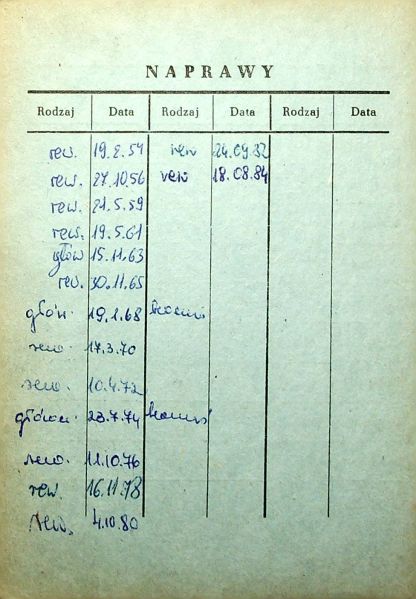 NAPRAWY
Rodzaj Data Rodzaj Data Rodzaj Data
rew. 19.2.54 rew 24.09.82
rew. 27.10.56 rew 18.08.84
rew. 21.5.59
rew. 19.5.61
głów 15.11.63
rew. 30.11.65
główn. 19.1.68
rew. 17.3.70
rew. 10.4.72
główn. 23.7.74
rew. 11.10.76
rew. 16.11.78
rew. 4.10.80